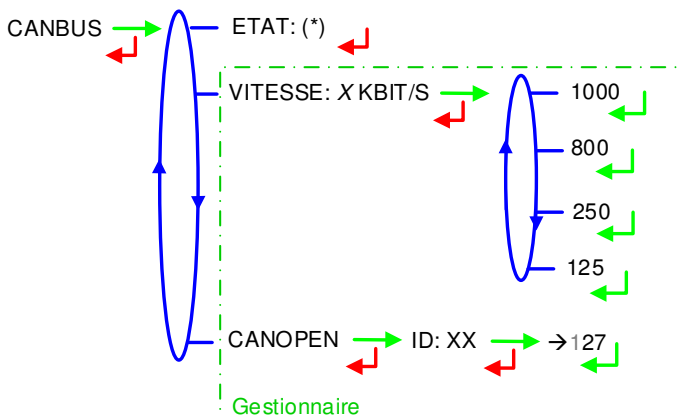 CANBUS
ETAT: (*)
VITESSE: X KBIT/S
1000
800
250
125
CANOPEN
ID: XX
→127
Gestionnaire